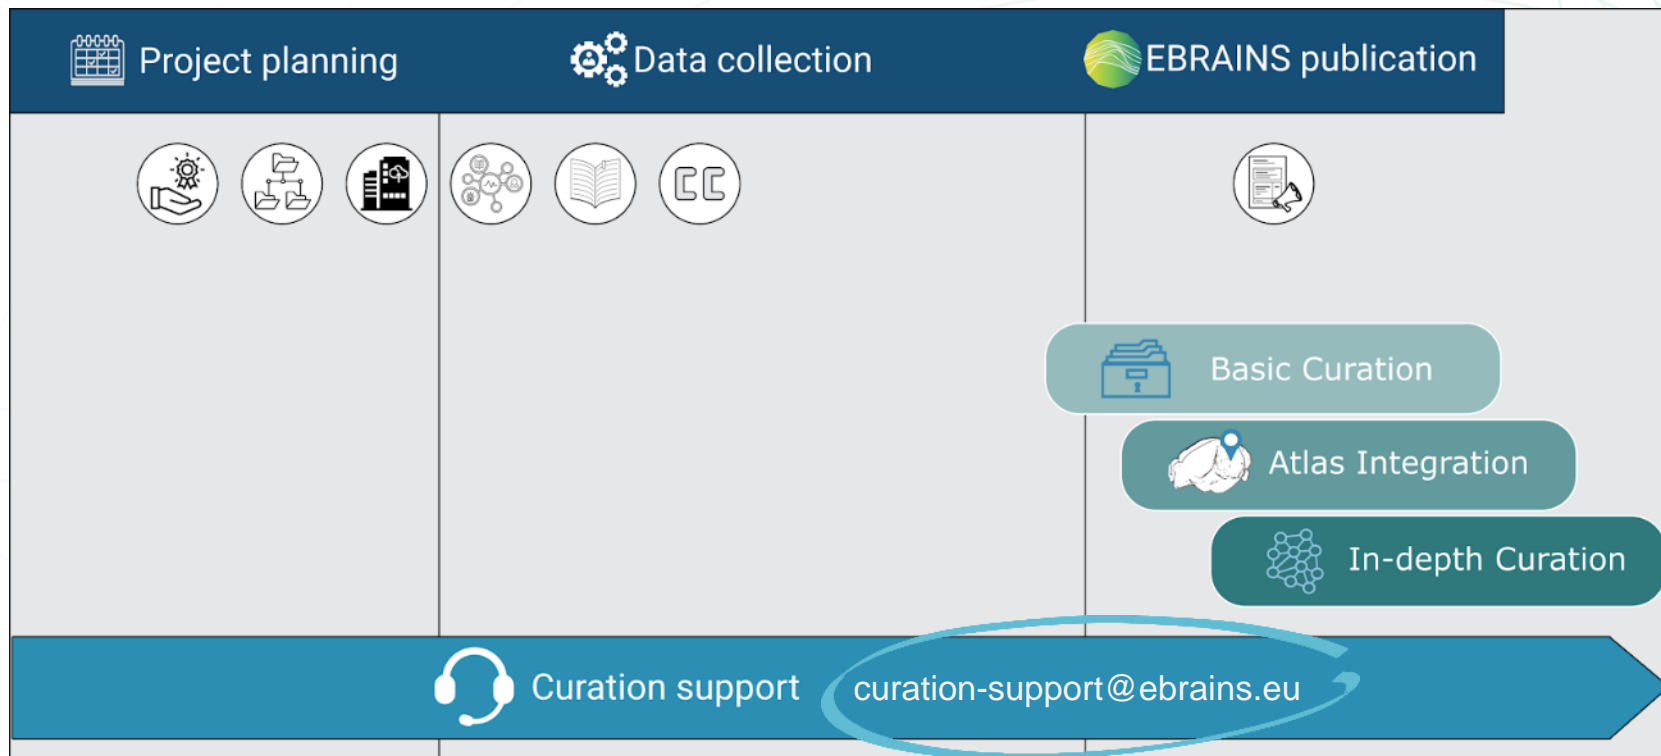 Project planning
Data collection
EBRAINS publication
CC
Basic Curation
Atlas Integration
In-depth Curation
Curation support
curation-support@ebrains.eu